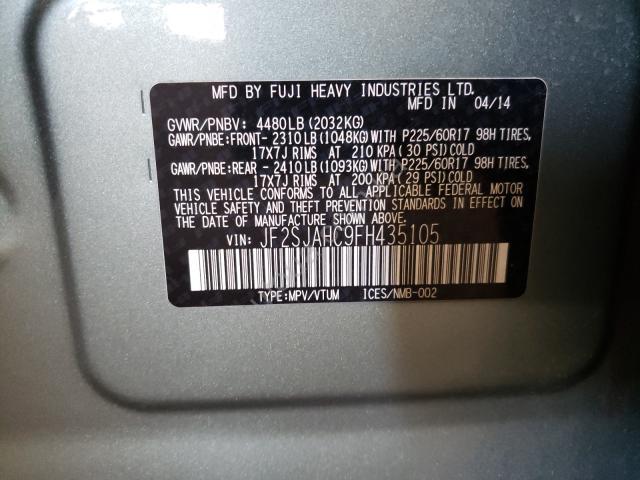 MFD BY FUJI HEAVY INDUSTRIES LTD.
MFD IN 04/14
GVWR/PNBV: 4480LB(2032KG)
GAWR/PNBE:FRONT- 2310LB(1048KG)WITH P225/60R17 98H TIRES,
17X7J RIMS AT 210 KPA(30 PSI)COLD
GAWR/PNBE:REAR - 2410LB(1093KG)WITH P225/60R17 98H TIRES,
17X7J RIMS AT 200 KPA(29 PSI)COLD
THIS VEHICLE CONFORMS TO ALL APPLICABLE FEDERAL MOTOR
VEHICLE SAFETY AND THEFT PREVENTION STANDARDS IN EFFECT
ON THE DATE OF MANUFACTURE SHOWN ABOVE.
VIN: JF2SJAHC9FH435105
TYPE:MPV/VTUM ICES/NMB-002